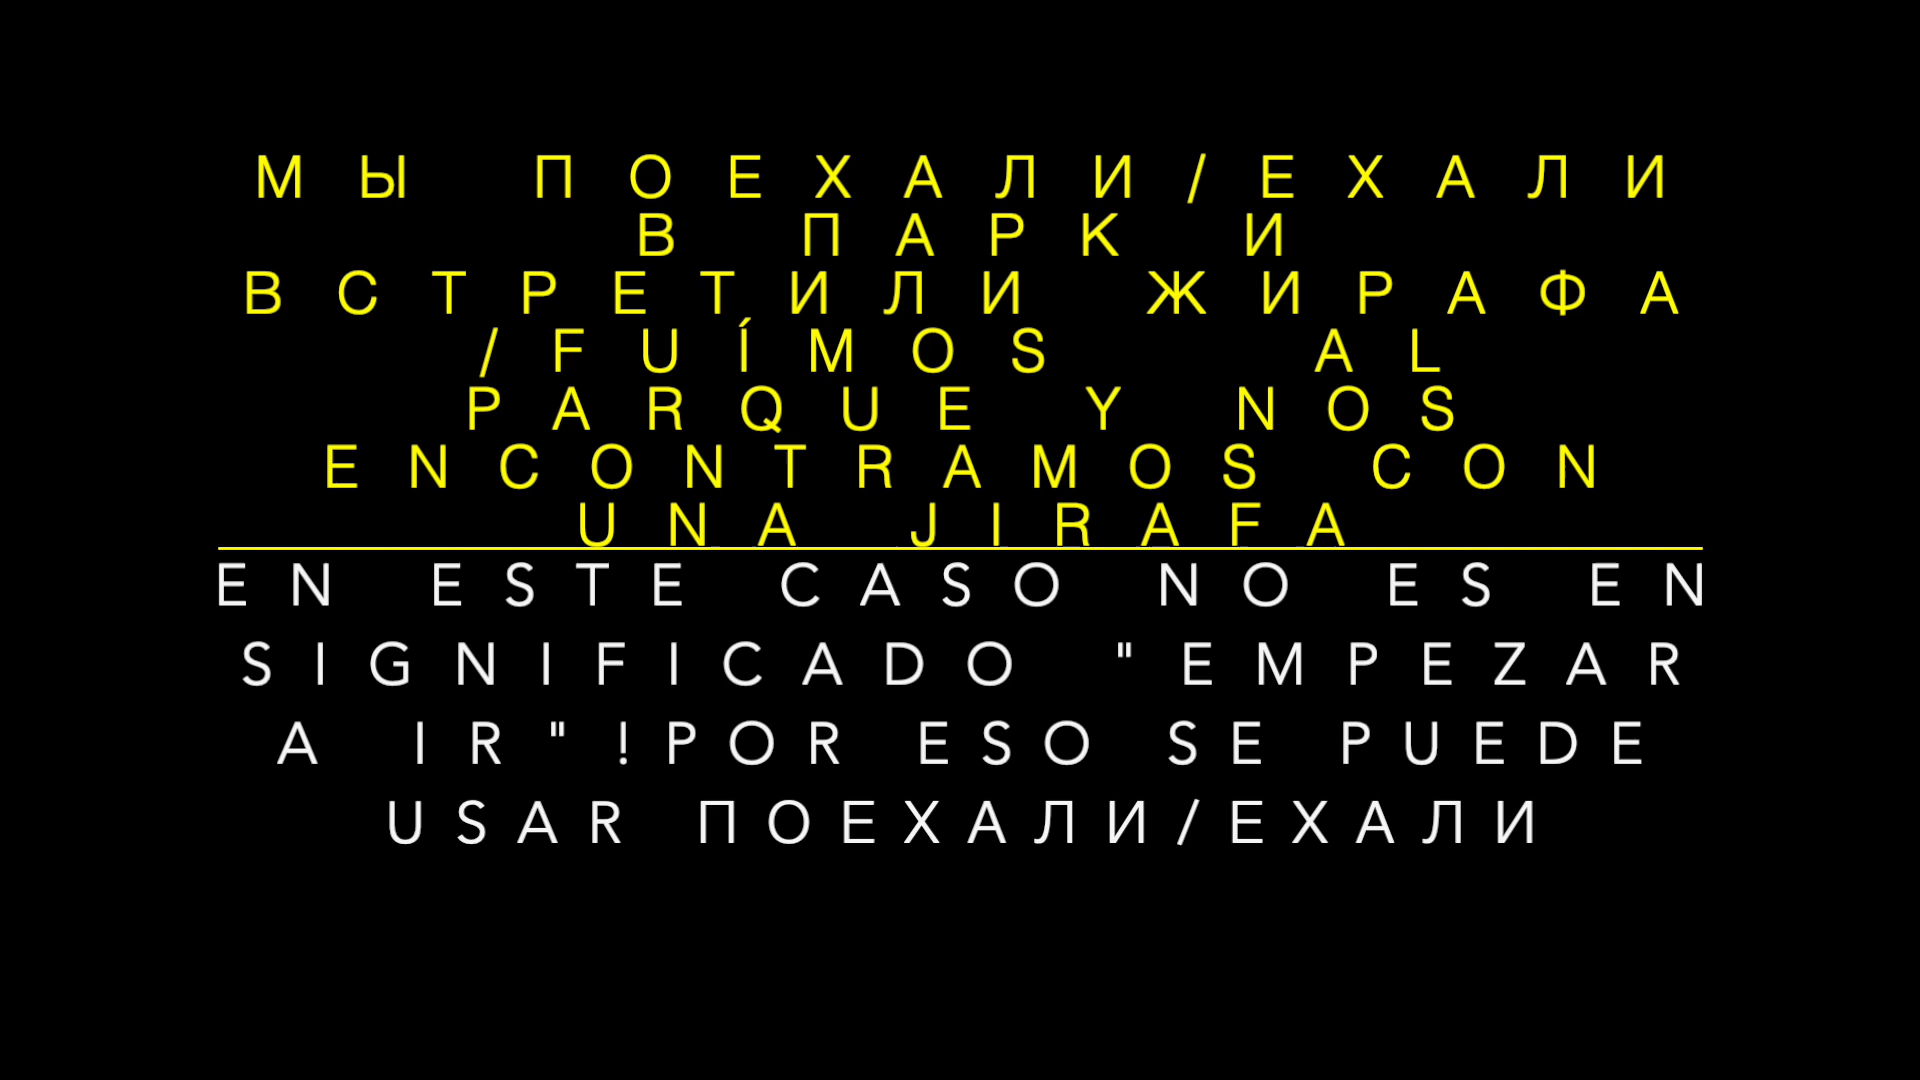 МЫ ПОЕХАЛИ/ЕХАЛИ
В ПАРК И
ВСТРЕТИЛИ ЖИРАФА
/FUÍMOS AL
PARQUE Y NOS
ENCONTRAMOS CON
UNA JIRAFA
EN ESTE CASO NO ES EN
SIGNIFICADO "EMPEZAR
A IR"!POR ESO SE PUEDE
USAR ПОЕХАЛИ/ЕХАЛИ